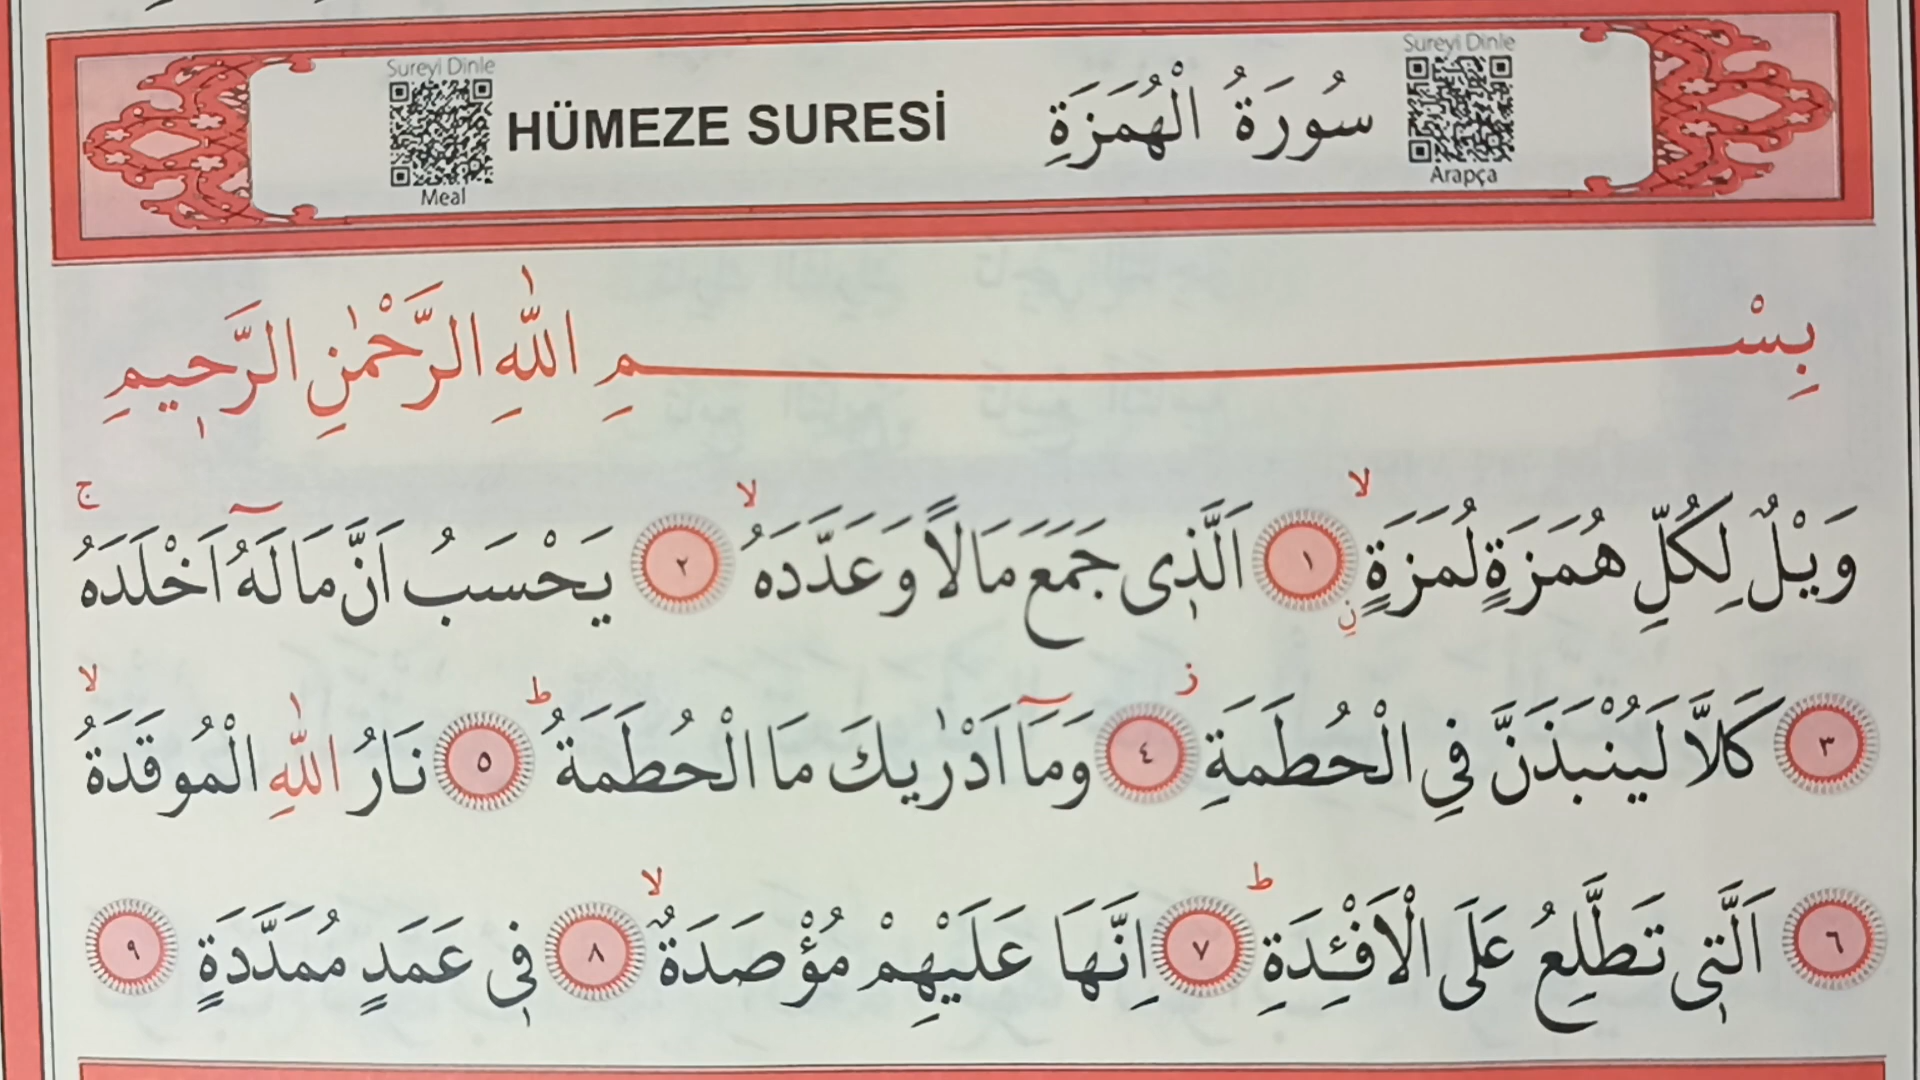 Sureyi Dinle
Meal
HÜMEZE SURESİ
سُورَةُ الْهُمَزَةِ
Sureyi Dinle
Arapça
بِسْمِ اللّٰهِ الرَّحْمٰنِ الرَّحٖيمِ
وَيْلٌ لِكُلِّ هُمَزَةٍ لُمَزَةٍۙنِ ﴿١﴾ اَلَّذٖى جَمَعَ مَالًا وَعَدَّدَهُۙ ﴿٢﴾ يَحْسَبُ اَنَّ مَالَهُٓ اَخْلَدَهُۚ
﴿٣﴾ كَلَّا لَيُنْبَذَنَّ فِى الْحُطَمَةِز ﴿٤﴾ وَمَٓا اَدْرٰيكَ مَا الْحُطَمَةُط ﴿٥﴾ نَارُ اللّٰهِ الْمُوقَدَةُۙ
﴿٦﴾ اَلَّتٖى تَطَّلِعُ عَلَى الْاَفْئِدَةِط ﴿٧﴾ اِنَّهَا عَلَيْهِمْ مُؤْصَدَةٌۙ ﴿٨﴾ فٖى عَمَدٍ مُمَدَّدَةٍ ﴿٩﴾